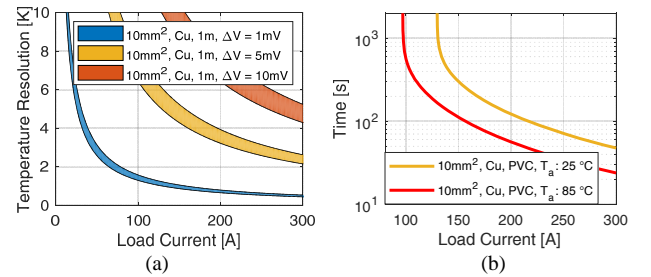 10
8
6
4
2
0
0
100
200
300
Temperature Resolution [K]
Load Current [A]
10mm², Cu, 1m, ΔV = 1mV
10mm², Cu, 1m, ΔV = 5mV
10mm², Cu, 1m, ΔV = 10mV
(a)
10³
10²
10¹
100
150
200
250
300
Time [s]
Load Current [A]
10mm², Cu, PVC, Tₐ: 25 °C
10mm², Cu, PVC, Tₐ: 85 °C
(b)